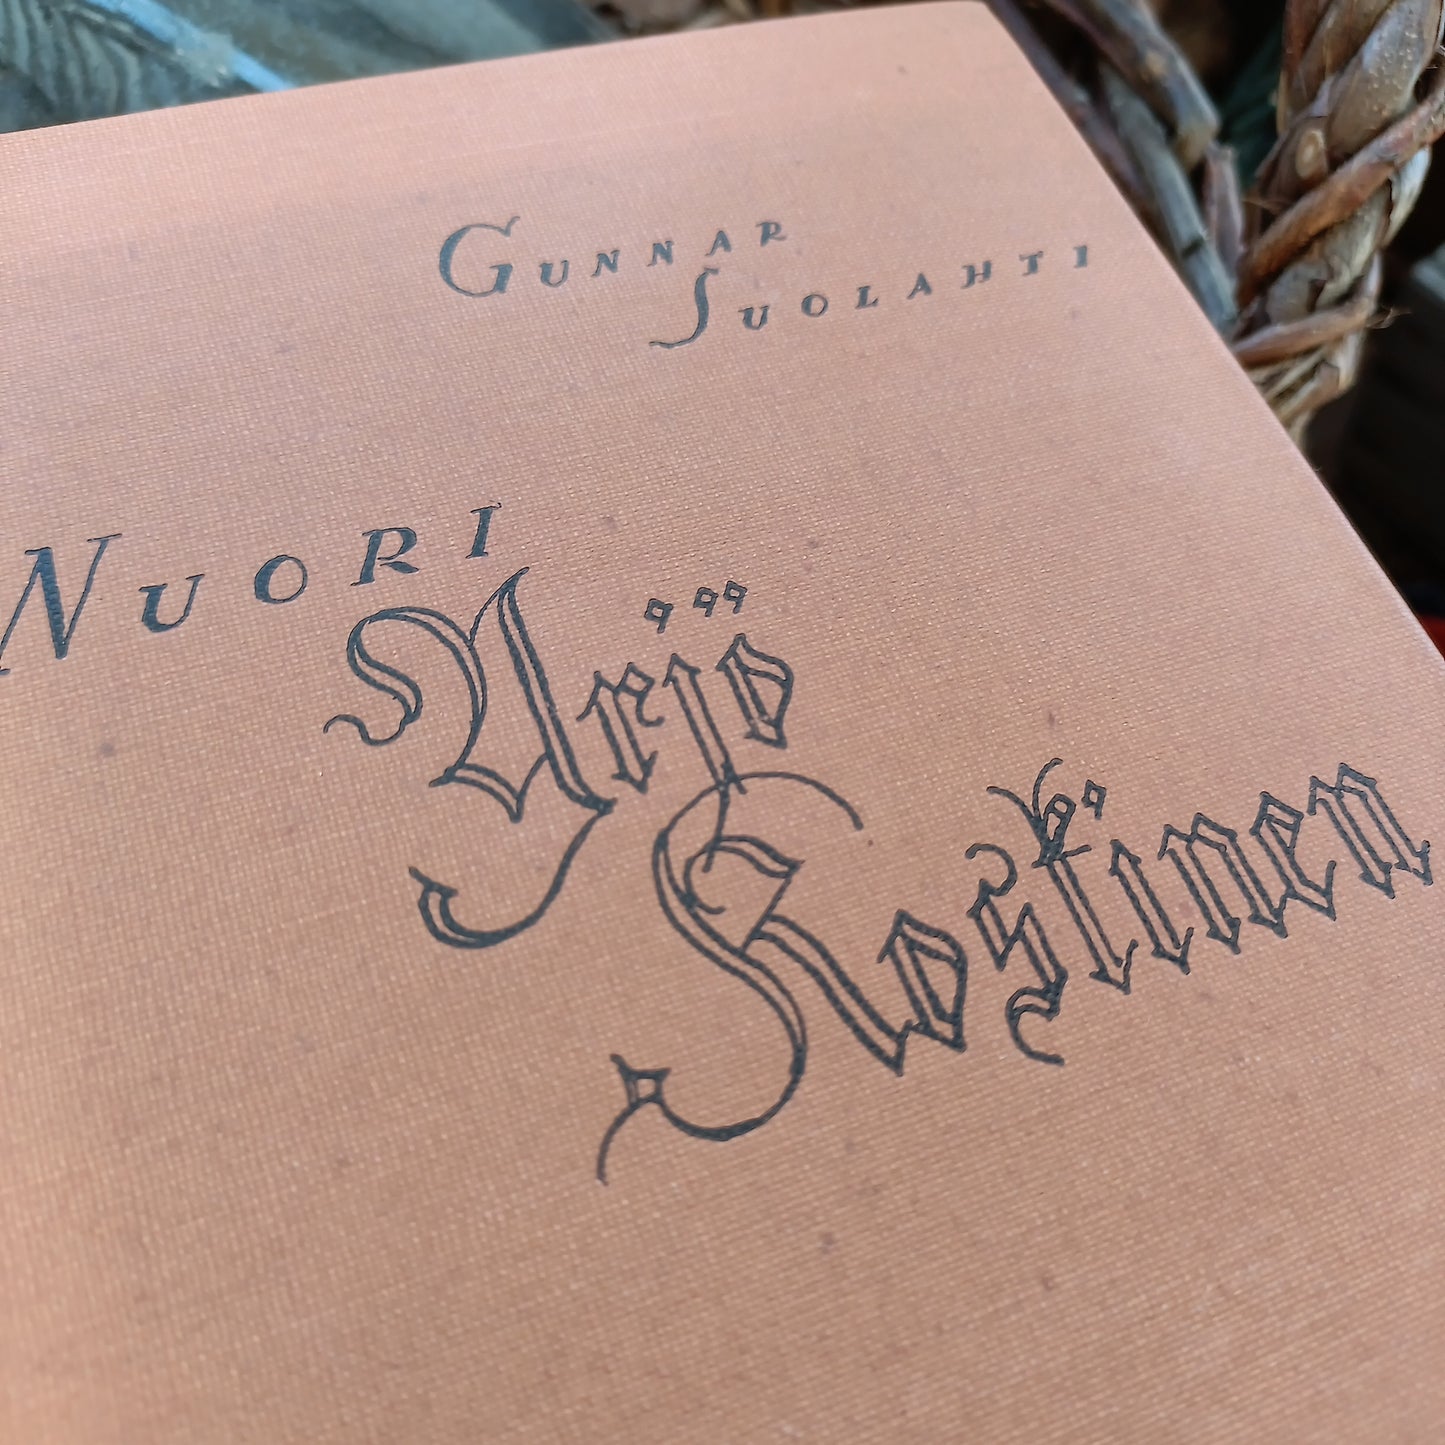 GUNNAR
SUOLAHTI
NUORI
Yrjö
Koskinen